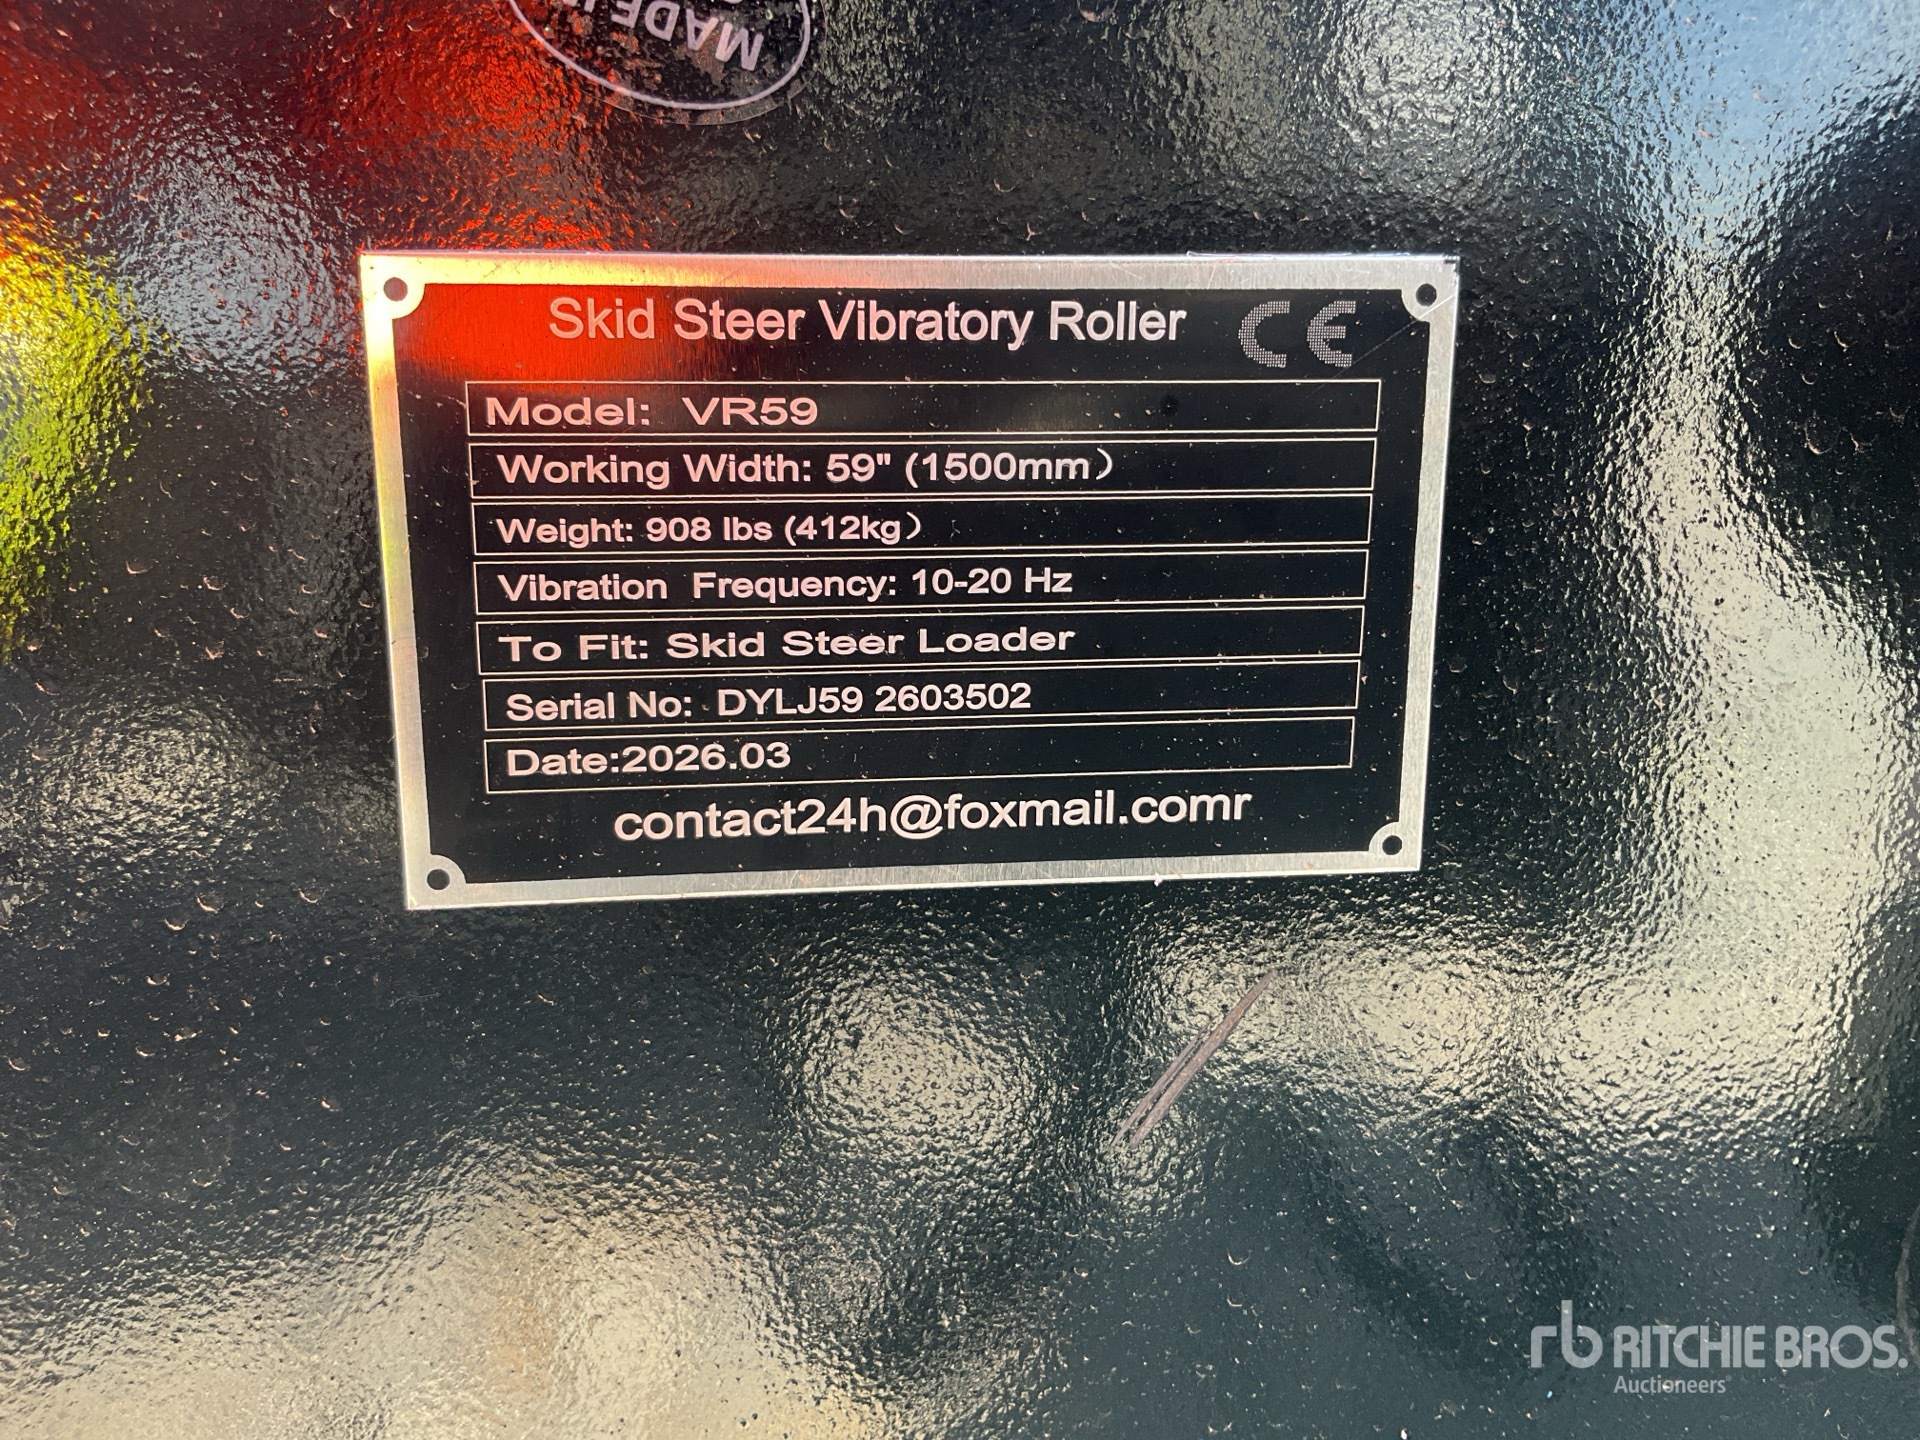 MADE
Skid Steer Vibratory Roller CE
Model: VR59
Working Width: 59" (1500mm）
Weight: 908 lbs (412kg）
Vibration Frequency: 10-20 Hz
To Fit: Skid Steer Loader
Serial No: DYLJ59 2603502
Date:2026.03
contact24h@foxmail.comr
rb RITCHIE BROS.
Auctioneers